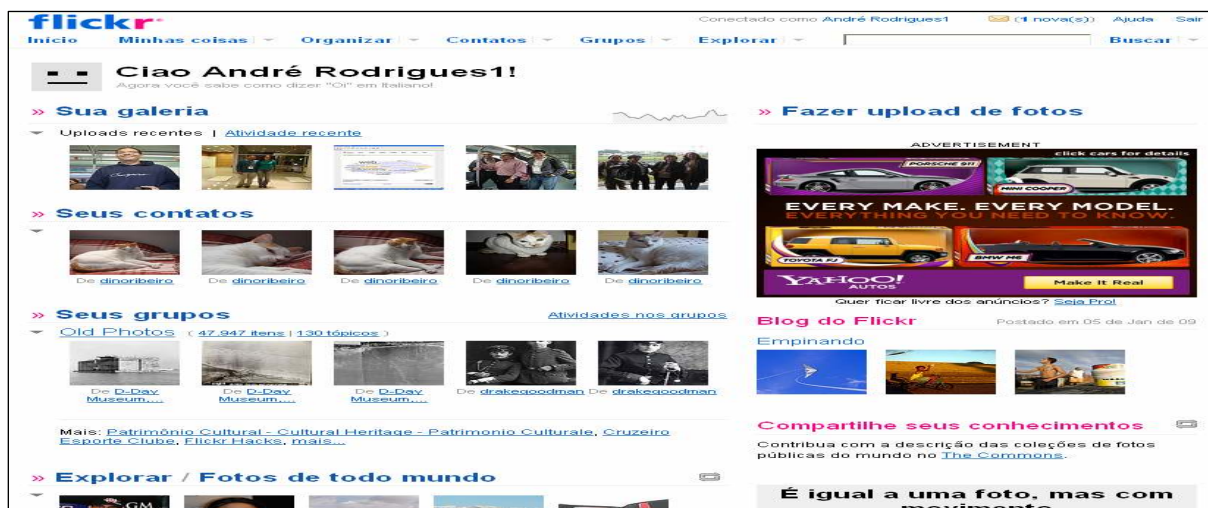 flickr
Conectado como André Rodrigues1 (1 nova(s)) Ajuda Sair
Início Minhas coisas Organizar Contatos Grupos Explorar Buscar
Ciao André Rodrigues1!
Agora você sabe como dizer "Oi" em Italiano!
» Sua galeria
Uploads recentes | Atividade recente
» Seus contatos
De dinoribeiro De dinoribeiro De dinoribeiro De dinoribeiro De dinoribeiro
» Seus grupos Atividades nos grupos
Old Photos ( 47.947 itens | 130 tópicos )
De D-Day Museum,... De D-Day Museum,... De D-Day Museum,... De drakegoodman De drakegoodman
Mais: Patrimônio Cultural - Cultural Heritage - Patrimonio Culturale, Cruzeiro
Esporte Clube, Flickr Hacks, mais...
» Explorar / Fotos de todo mundo
GM
» Fazer upload de fotos
ADVERTISEMENT
click cars for details
PORSCHE 911
MINI COOPER
EVERY MAKE. EVERY MODEL.
EVERYTHING YOU NEED TO KNOW.
TOYOTA FJ
BMW M6
YAHOO!
AUTOS
Make It Real
Quer ficar livre dos anúncios? Seja Pro!
Blog do Flickr Postado em 05 de Jan de 09
Empinando
Compartilhe seus conhecimentos
Contribua com a descrição das coleções de fotos
públicas do mundo no The Commons.
É igual a uma foto, mas com
movimento